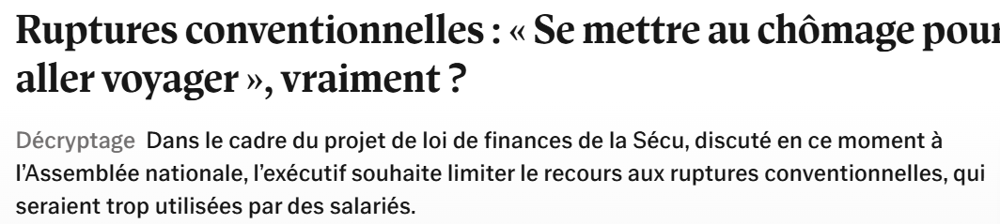 Ruptures conventionnelles : « Se mettre au chômage pour
aller voyager », vraiment ?
Décryptage Dans le cadre du projet de loi de finances de la Sécu, discuté en ce moment à
l’Assemblée nationale, l’exécutif souhaite limiter le recours aux ruptures conventionnelles, qui
seraient trop utilisées par des salariés.